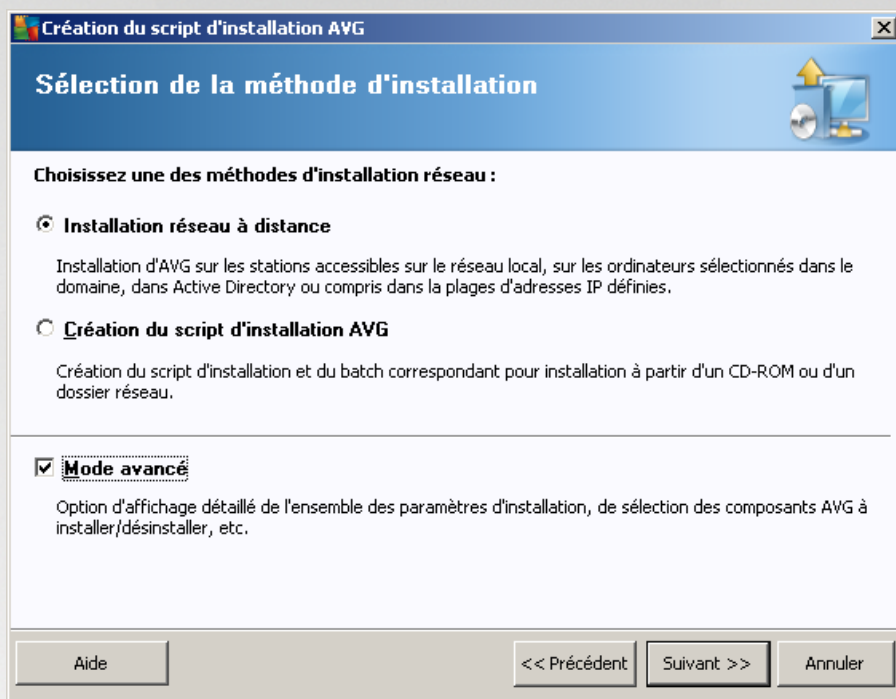 Création du script d'installation AVG
Sélection de la méthode d'installation
Choisissez une des méthodes d'installation réseau :
Installation réseau à distance
Installation d'AVG sur les stations accessibles sur le réseau local, sur les ordinateurs sélectionnés dans le
domaine, dans Active Directory ou compris dans la plages d'adresses IP définies.
Création du script d'installation AVG
Création du script d'installation et du batch correspondant pour installation à partir d'un CD-ROM ou d'un
dossier réseau.
Mode avancé
Option d'affichage détaillé de l'ensemble des paramètres d'installation, de sélection des composants AVG à
installer/désinstaller, etc.
Aide
<< Précédent
Suivant >>
Annuler